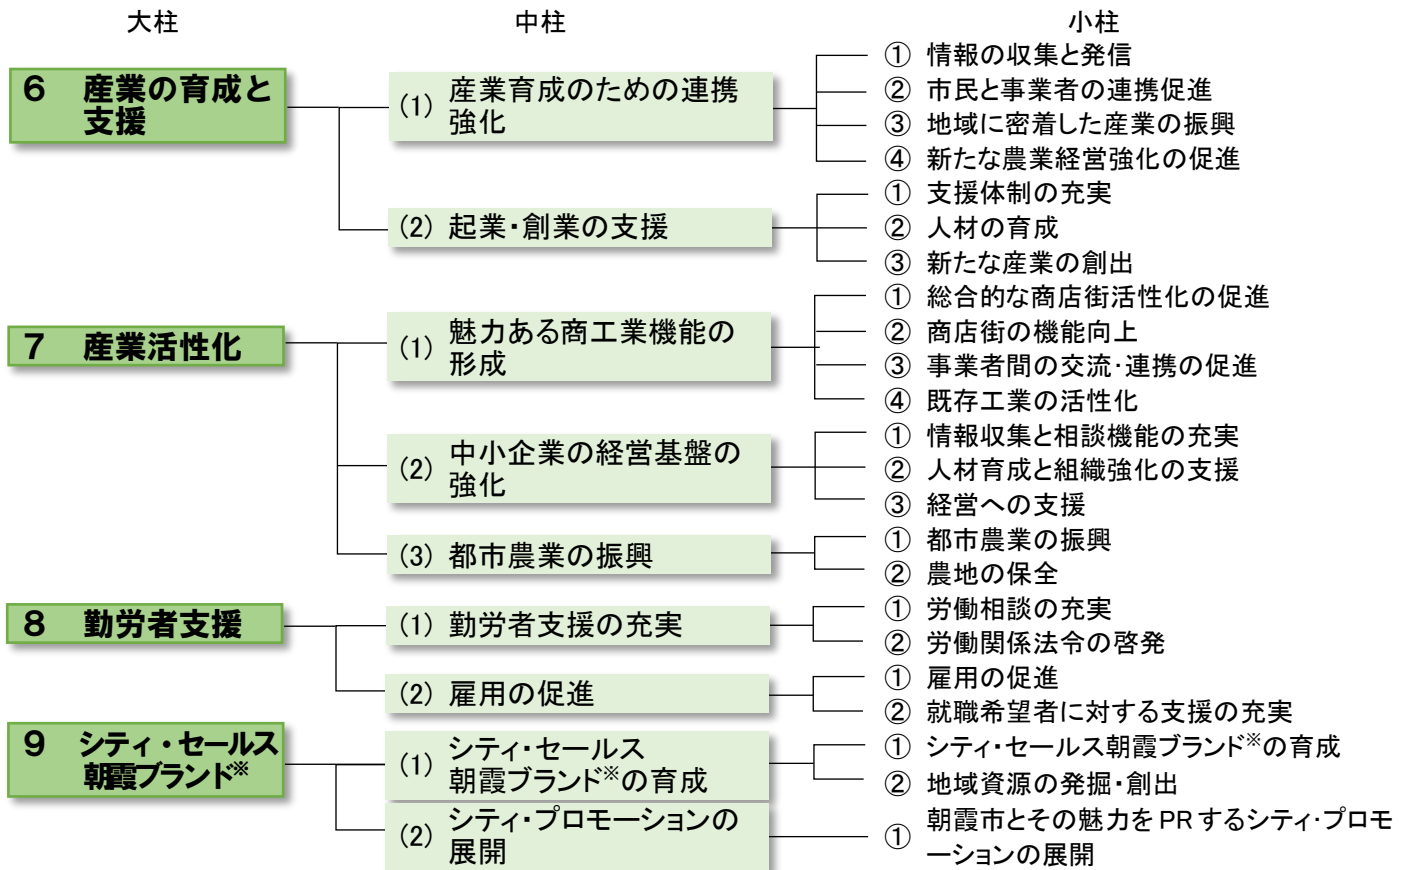 大柱 中柱 小柱
6 産業の育成と
支援
(1) 産業育成のための連携
強化
① 情報の収集と発信
② 市民と事業者の連携促進
③ 地域に密着した産業の振興
④ 新たな農業経営強化の促進
(2) 起業・創業の支援
① 支援体制の充実
② 人材の育成
③ 新たな産業の創出
7 産業活性化
(1) 魅力ある商工業機能の
形成
① 総合的な商店街活性化の促進
② 商店街の機能向上
③ 事業者間の交流・連携の促進
④ 既存工業の活性化
(2) 中小企業の経営基盤の
強化
① 情報収集と相談機能の充実
② 人材育成と組織強化の支援
③ 経営への支援
(3) 都市農業の振興
① 都市農業の振興
② 農地の保全
8 勤労者支援
(1) 勤労者支援の充実
① 労働相談の充実
② 労働関係法令の啓発
(2) 雇用の促進
① 雇用の促進
② 就職希望者に対する支援の充実
9 シティ・セールス
朝霞ブランド※
(1) シティ・セールス
朝霞ブランド※の育成
① シティ・セールス朝霞ブランド※の育成
② 地域資源の発掘・創出
(2) シティ・プロモーションの
展開
① 朝霞市とその魅力を PR するシティ・プロモ
ーションの展開